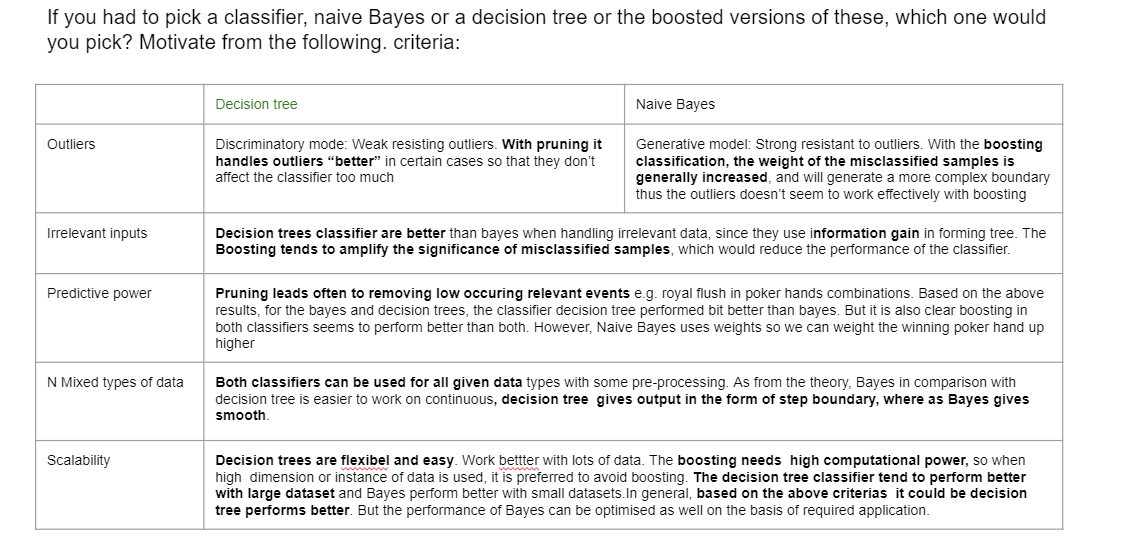 If you had to pick a classifier, naive Bayes or a decision tree or the boosted versions of these, which one would
you pick? Motivate from the following. criteria:
Decision tree
Naive Bayes
Outliers
Discriminatory mode: Weak resisting outliers. With pruning it
handles outliers “better” in certain cases so that they don’t
affect the classifier too much
Generative model: Strong resistant to outliers. With the boosting
classification, the weight of the misclassified samples is
generally increased, and will generate a more complex boundary
thus the outliers doesn’t seem to work effectively with boosting
Irrelevant inputs
Decision trees classifier are better than bayes when handling irrelevant data, since they use information gain in forming tree. The
Boosting tends to amplify the significance of misclassified samples, which would reduce the performance of the classifier.
Predictive power
Pruning leads often to removing low occuring relevant events e.g. royal flush in poker hands combinations. Based on the above
results, for the bayes and decision trees, the classifier decision tree performed bit better than bayes. But it is also clear boosting in
both classifiers seems to perform better than both. However, Naive Bayes uses weights so we can weight the winning poker hand up
higher
N Mixed types of data
Both classifiers can be used for all given data types with some pre-processing. As from the theory, Bayes in comparison with
decision tree is easier to work on continuous, decision tree gives output in the form of step boundary, where as Bayes gives
smooth.
Scalability
Decision trees are flexibel and easy. Work bettter with lots of data. The boosting needs high computational power, so when
high dimension or instance of data is used, it is preferred to avoid boosting. The decision tree classifier tend to perform better
with large dataset and Bayes perform better with small datasets.In general, based on the above criterias it could be decision
tree performs better. But the performance of Bayes can be optimised as well on the basis of required application.